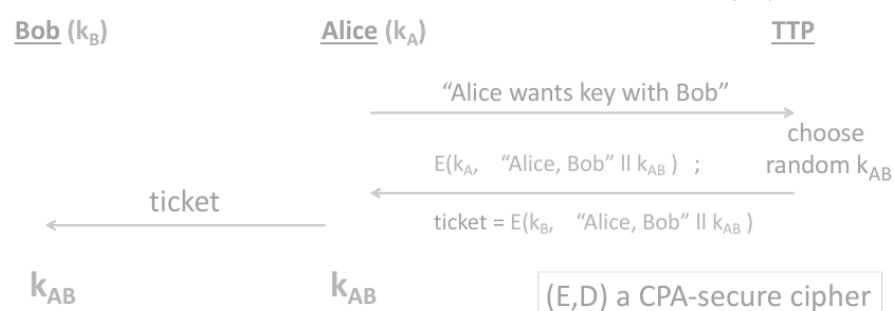 Bob (kB) Alice (kA) TTP
“Alice wants key with Bob”
choose
random kAB
E(kA, “Alice, Bob” ll kAB ) ;
ticket
ticket = E(kB, “Alice, Bob” ll kAB )
kAB kAB
(E,D) a CPA-secure cipher